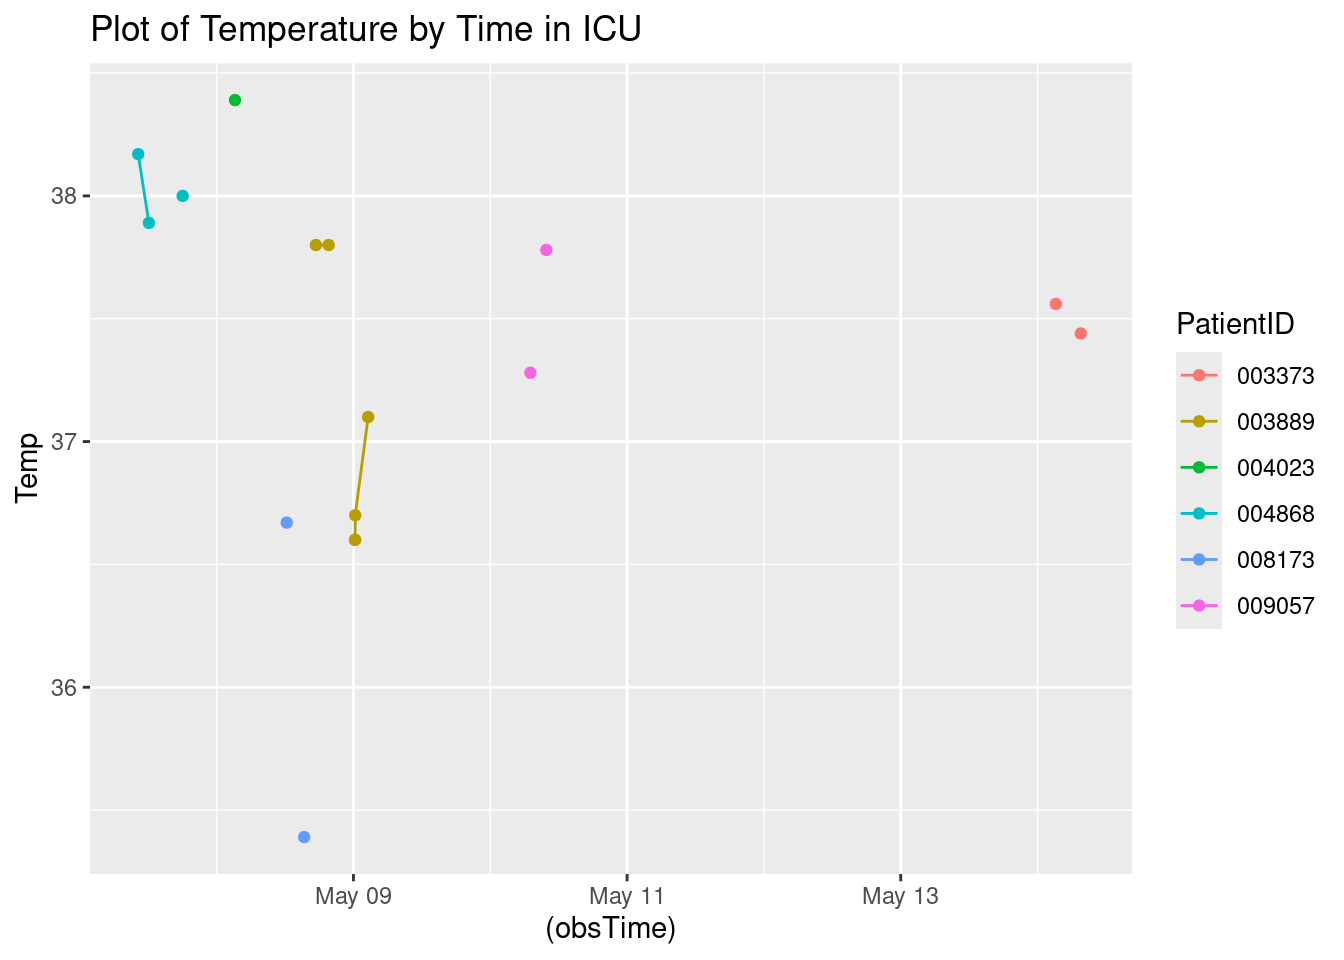 Plot of Temperature by Time in ICU
38
37
36
Temp
May 09
May 11
May 13
(obsTime)
PatientID
003373
003889
004023
004868
008173
009057